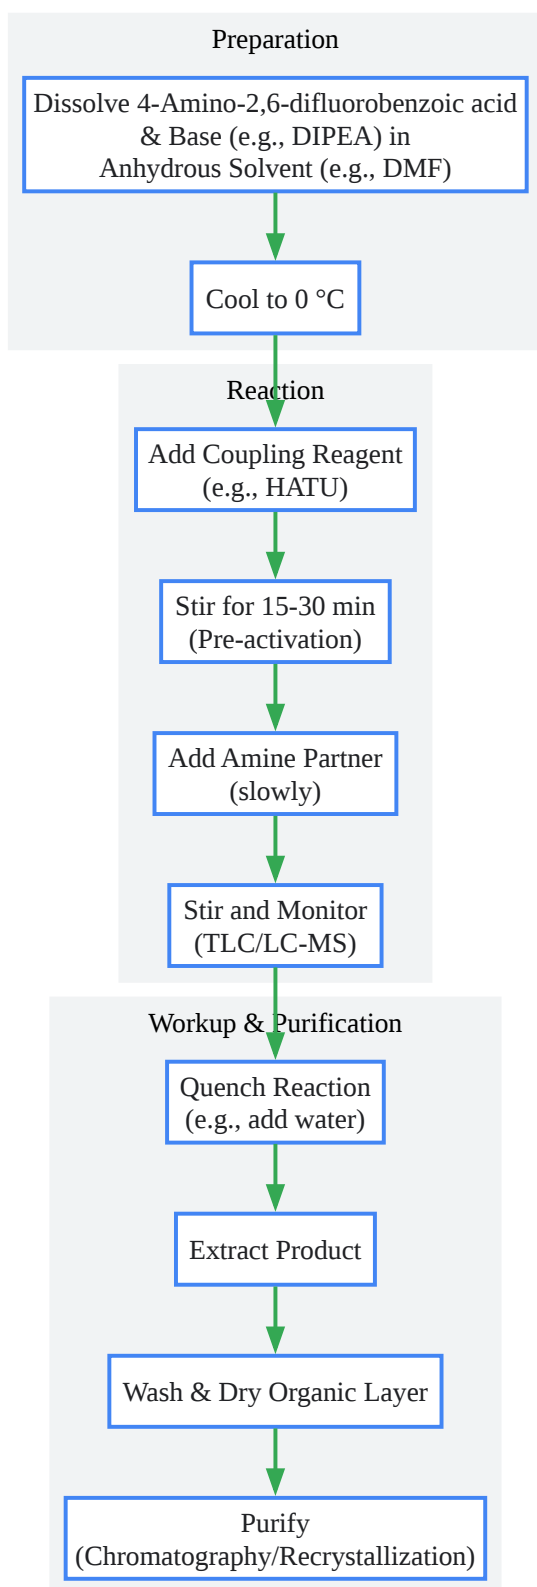 Preparation
Dissolve 4-Amino-2,6-difluorobenzoic acid
& Base (e.g., DIPEA) in
Anhydrous Solvent (e.g., DMF)
Cool to 0 °C
Reaction
Add Coupling Reagent
(e.g., HATU)
Stir for 15-30 min
(Pre-activation)
Add Amine Partner
(slowly)
Stir and Monitor
(TLC/LC-MS)
Workup & Purification
Quench Reaction
(e.g., add water)
Extract Product
Wash & Dry Organic Layer
Purify
(Chromatography/Recrystallization)